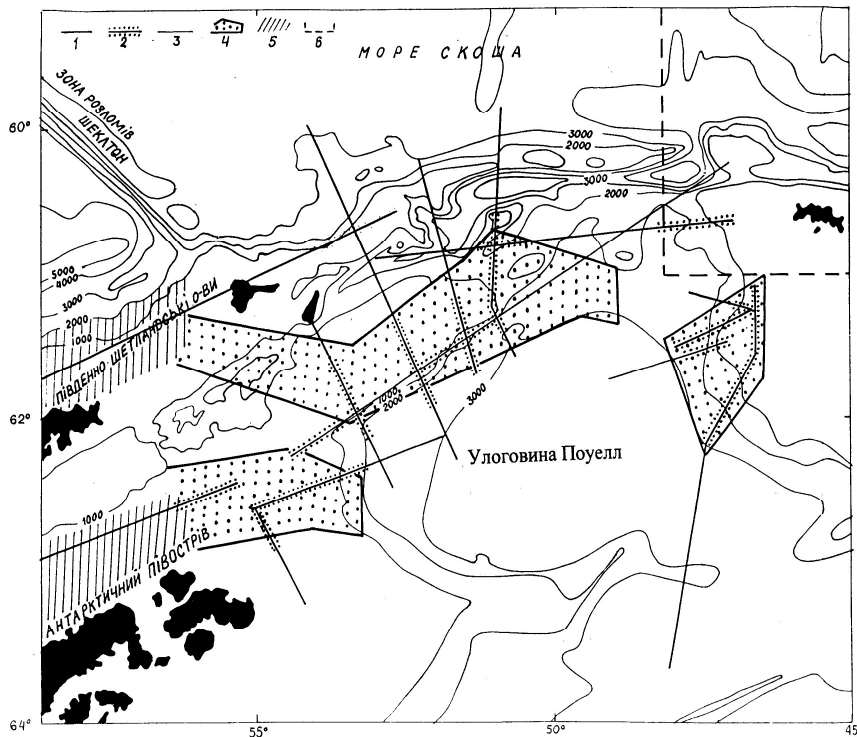 1 2 3 4 5 6
МОРЕ СКОША
ЗОНА РОЗЛОМІВ
ШЕКЛТОН
60°
3000
2000
3000
2000
5000
4000
3000
2000
1000
ПІВДЕННО ШЕТЛАНДСЬКІ О-ВИ
62°
1000
2000
3000
Улоговина Поуелл
1000
АНТАРКТИЧНИЙ ПІВОСТРІВ
64°
55°
50°
45